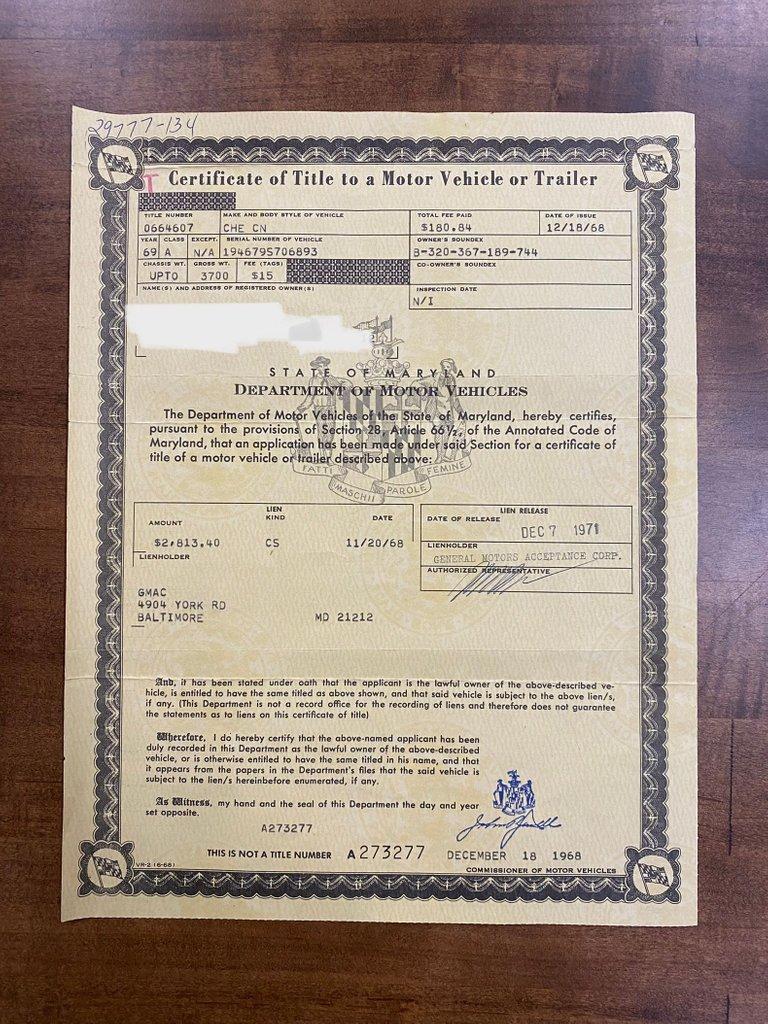 29777-134
T Certificate of Title to a Motor Vehicle or Trailer
TITLE NUMBER MAKE AND BODY STYLE OF VEHICLE TOTAL FEE PAID DATE OF ISSUE
0664607 CHE CN $180.84 12/18/68
YEAR CLASS EXCEPT. SERIAL NUMBER OF VEHICLE OWNER'S SOUNDEX
69 A N/A 194679S706893 B-320-367-189-744
CHASSIS WT. GROSS WT. FEE (TAGS) CO-OWNER'S SOUNDEX
UPTO 3700 $15
NAME(S) AND ADDRESS OF REGISTERED OWNER(S) INSPECTION DATE
N/I
STATE OF MARYLAND
DEPARTMENT OF MOTOR VEHICLES
The Department of Motor Vehicles of the State of Maryland, hereby certifies,
pursuant to the provisions of Section 28, Article 66½, of the Annotated Code of
Maryland, that an application has been made under said Section for a certificate of
title of a motor vehicle or trailer described above:
FATTI MASCHII PAROLE FEMINE
LIEN
AMOUNT KIND DATE
$2,813.40 CS 11/20/68
LIENHOLDER
GMAC
4904 YORK RD
BALTIMORE MD 21212
LIEN RELEASE
DATE OF RELEASE DEC 7 1971
LIENHOLDER
GENERAL MOTORS ACCEPTANCE CORP.
AUTHORIZED REPRESENTATIVE
And, it has been stated under oath that the applicant is the lawful owner of the above-described ve-
hicle, is entitled to have the same titled as above shown, and that said vehicle is subject to the above lien/s,
if any. (This Department is not a record office for the recording of liens and therefore does not guarantee
the statements as to liens on this certificate of title)
Wherefore, I do hereby certify that the above-named applicant has been
duly recorded in this Department as the lawful owner of the above-described
vehicle, or is otherwise entitled to have the same titled in his name, and that
it appears from the papers in the Department's files that the said vehicle is
subject to the lien/s hereinbefore enumerated, if any.
As Witness, my hand and the seal of this Department the day and year
set opposite.
A273277
THIS IS NOT A TITLE NUMBER A 273277 DECEMBER 18 1968
VR-2 (6-68) COMMISSIONER OF MOTOR VEHICLES